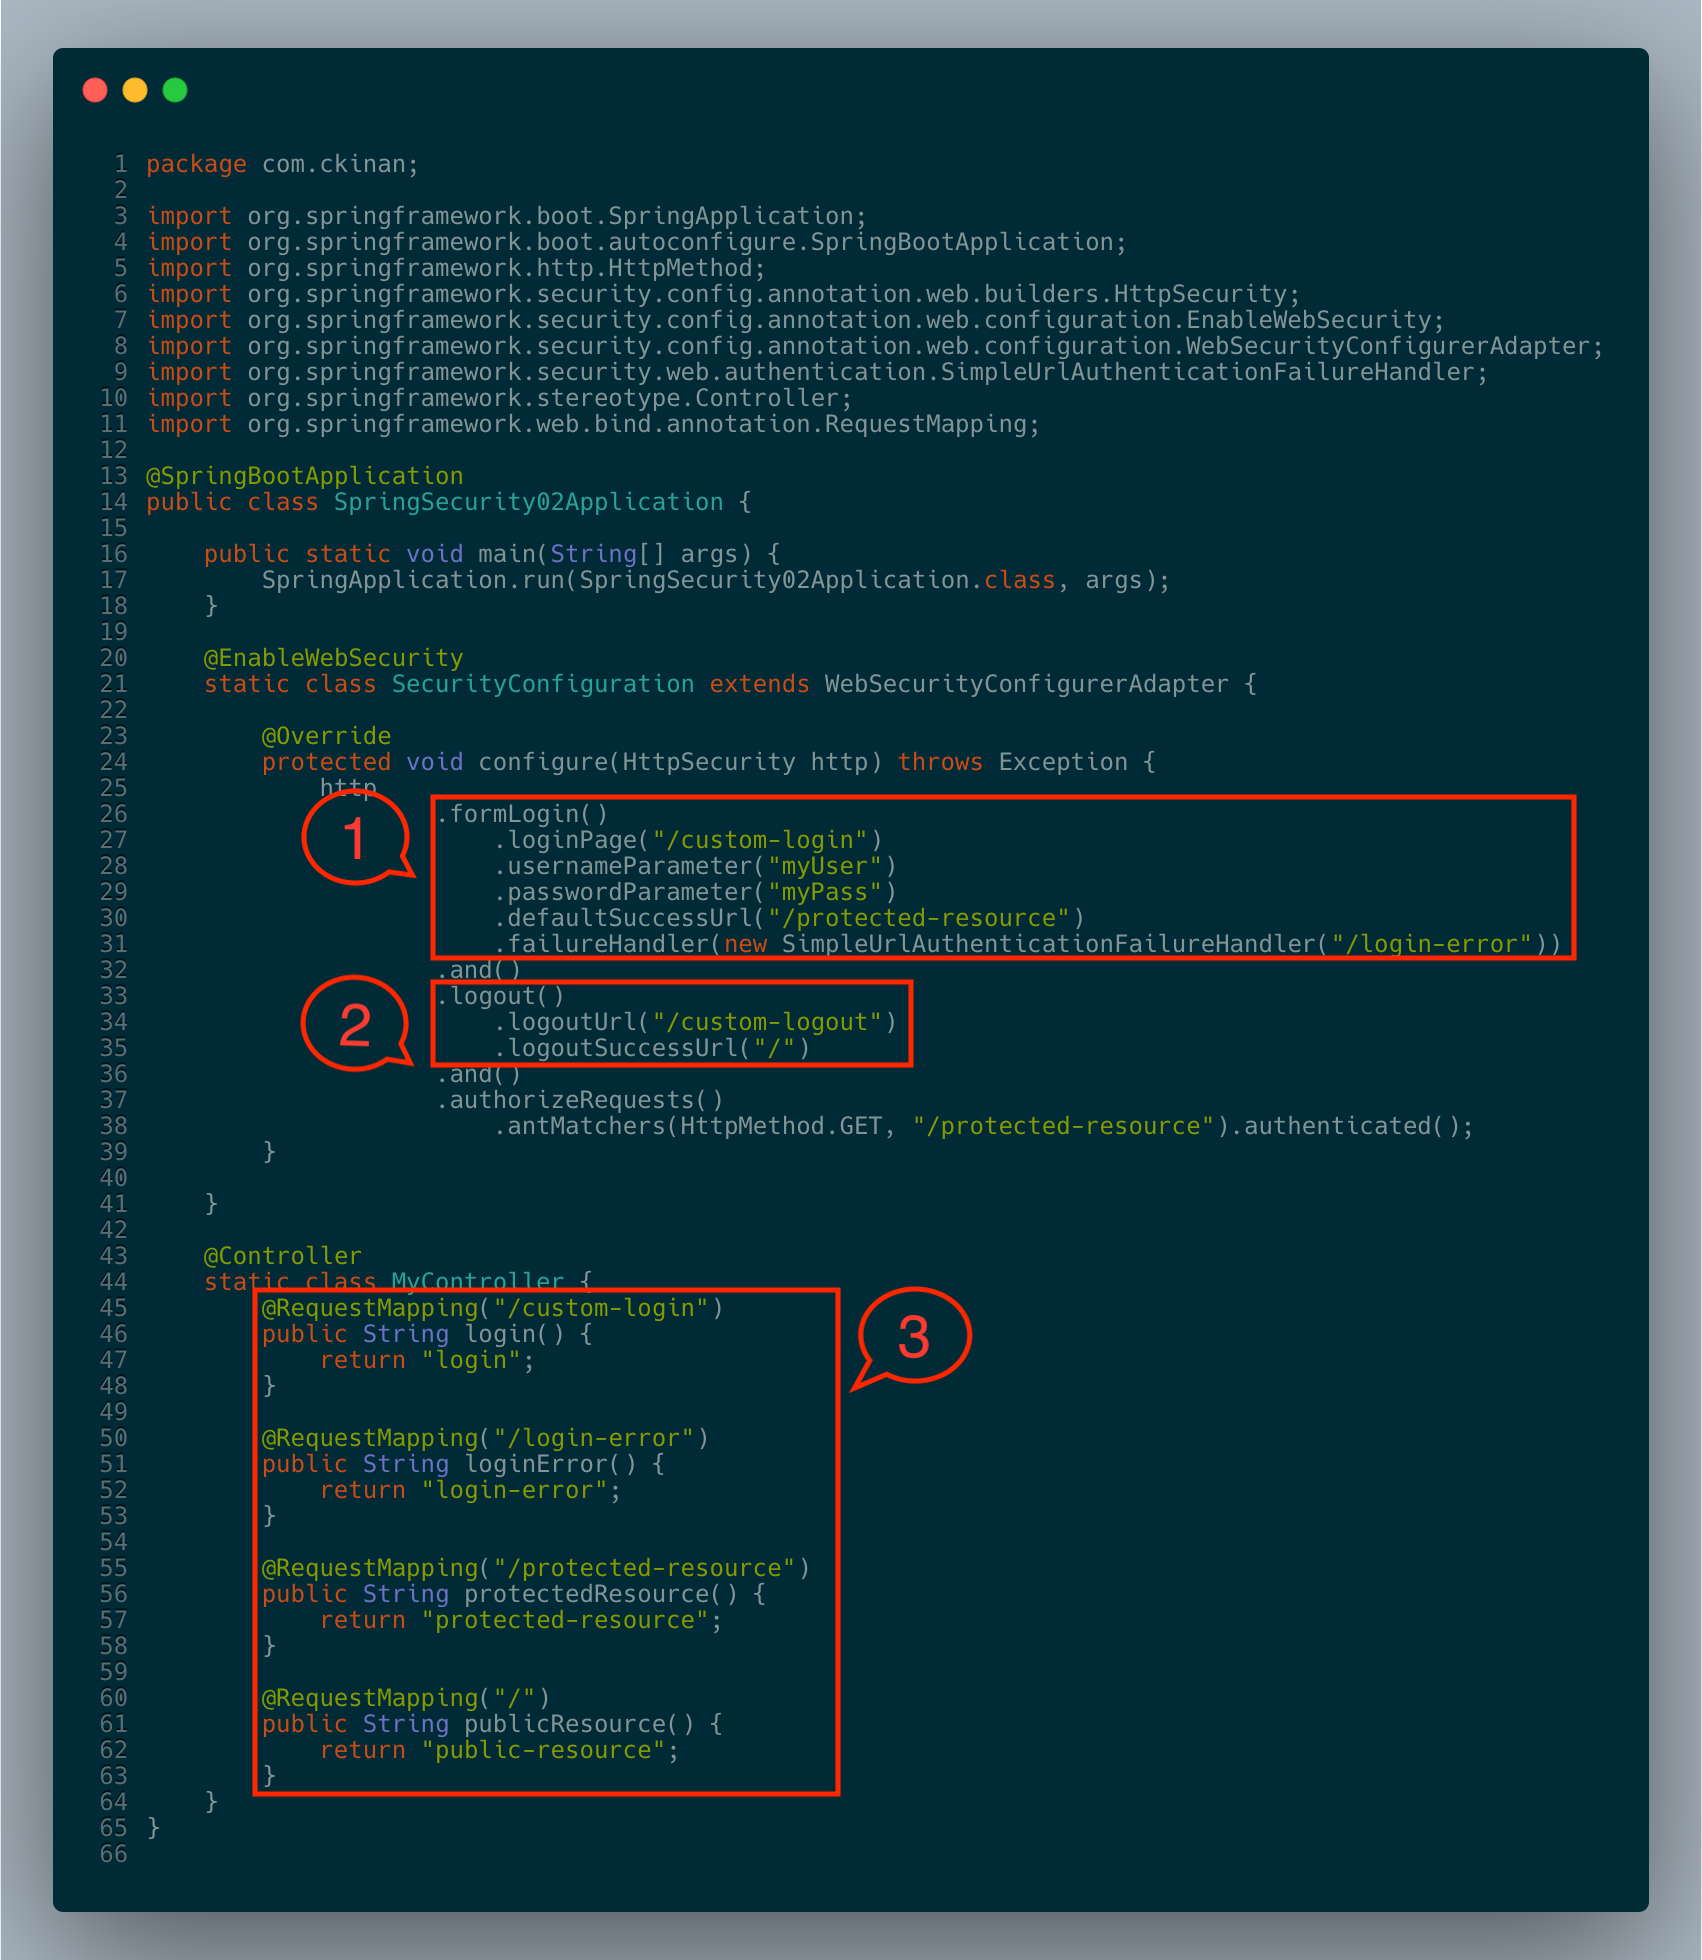 1 package com.ckinan;
2
3 import org.springframework.boot.SpringApplication;
4 import org.springframework.boot.autoconfigure.SpringBootApplication;
5 import org.springframework.http.HttpMethod;
6 import org.springframework.security.config.annotation.web.builders.HttpSecurity;
7 import org.springframework.security.config.annotation.web.configuration.EnableWebSecurity;
8 import org.springframework.security.config.annotation.web.configuration.WebSecurityConfigurerAdapter;
9 import org.springframework.security.web.authentication.SimpleUrlAuthenticationFailureHandler;
10 import org.springframework.stereotype.Controller;
11 import org.springframework.web.bind.annotation.RequestMapping;
12
13 @SpringBootApplication
14 public class SpringSecurity02Application {
15
16     public static void main(String[] args) {
17         SpringApplication.run(SpringSecurity02Application.class, args);
18     }
19
20     @EnableWebSecurity
21     static class SecurityConfiguration extends WebSecurityConfigurerAdapter {
22
23         @Override
24         protected void configure(HttpSecurity http) throws Exception {
25             http
26                     .formLogin()
1
27                         .loginPage("/custom-login")
28                         .usernameParameter("myUser")
29                         .passwordParameter("myPass")
30                         .defaultSuccessUrl("/protected-resource")
31                         .failureHandler(new SimpleUrlAuthenticationFailureHandler("/login-error"))
32                     .and()
33                     .logout()
2
34                         .logoutUrl("/custom-logout")
35                         .logoutSuccessUrl("/")
36                     .and()
37                     .authorizeRequests()
38                         .antMatchers(HttpMethod.GET, "/protected-resource").authenticated();
39         }
40
41     }
42
43     @Controller
44     static class MyController {
45         @RequestMapping("/custom-login")
46         public String login() {
3
47             return "login";
48         }
49
50         @RequestMapping("/login-error")
51         public String loginError() {
52             return "login-error";
53         }
54
55         @RequestMapping("/protected-resource")
56         public String protectedResource() {
57             return "protected-resource";
58         }
59
60         @RequestMapping("/")
61         public String publicResource() {
62             return "public-resource";
63         }
64     }
65 }
66